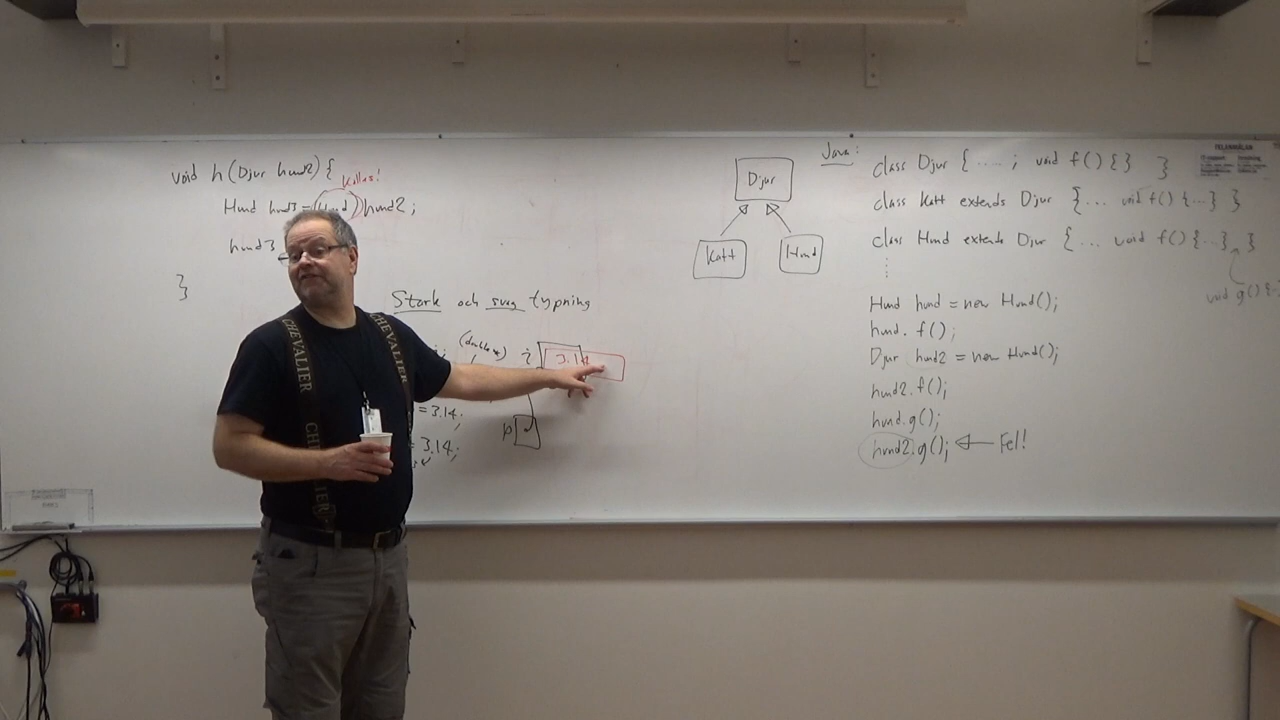 void h(Djur hund2){
Kallas!
Hund hund3=(Hund)hund2;
hund3
}
Stark och svag typning
(double*) i
3.14
= 3.14;
p
= 3.14;
CHEVALIER
CHEVALIER
Djur
Katt
Hund
Java:
class Djur {....; void f(){} }
class Katt extends Djur {... void f(){...} }
class Hund extends Djur {... void f(){...} }
void g(){
Hund hund = new Hund();
hund.f();
Djur hund2 = new Hund();
hund2.f();
hund.g();
hund2.g(); ⇐ Fel!
FELANMÄLAN